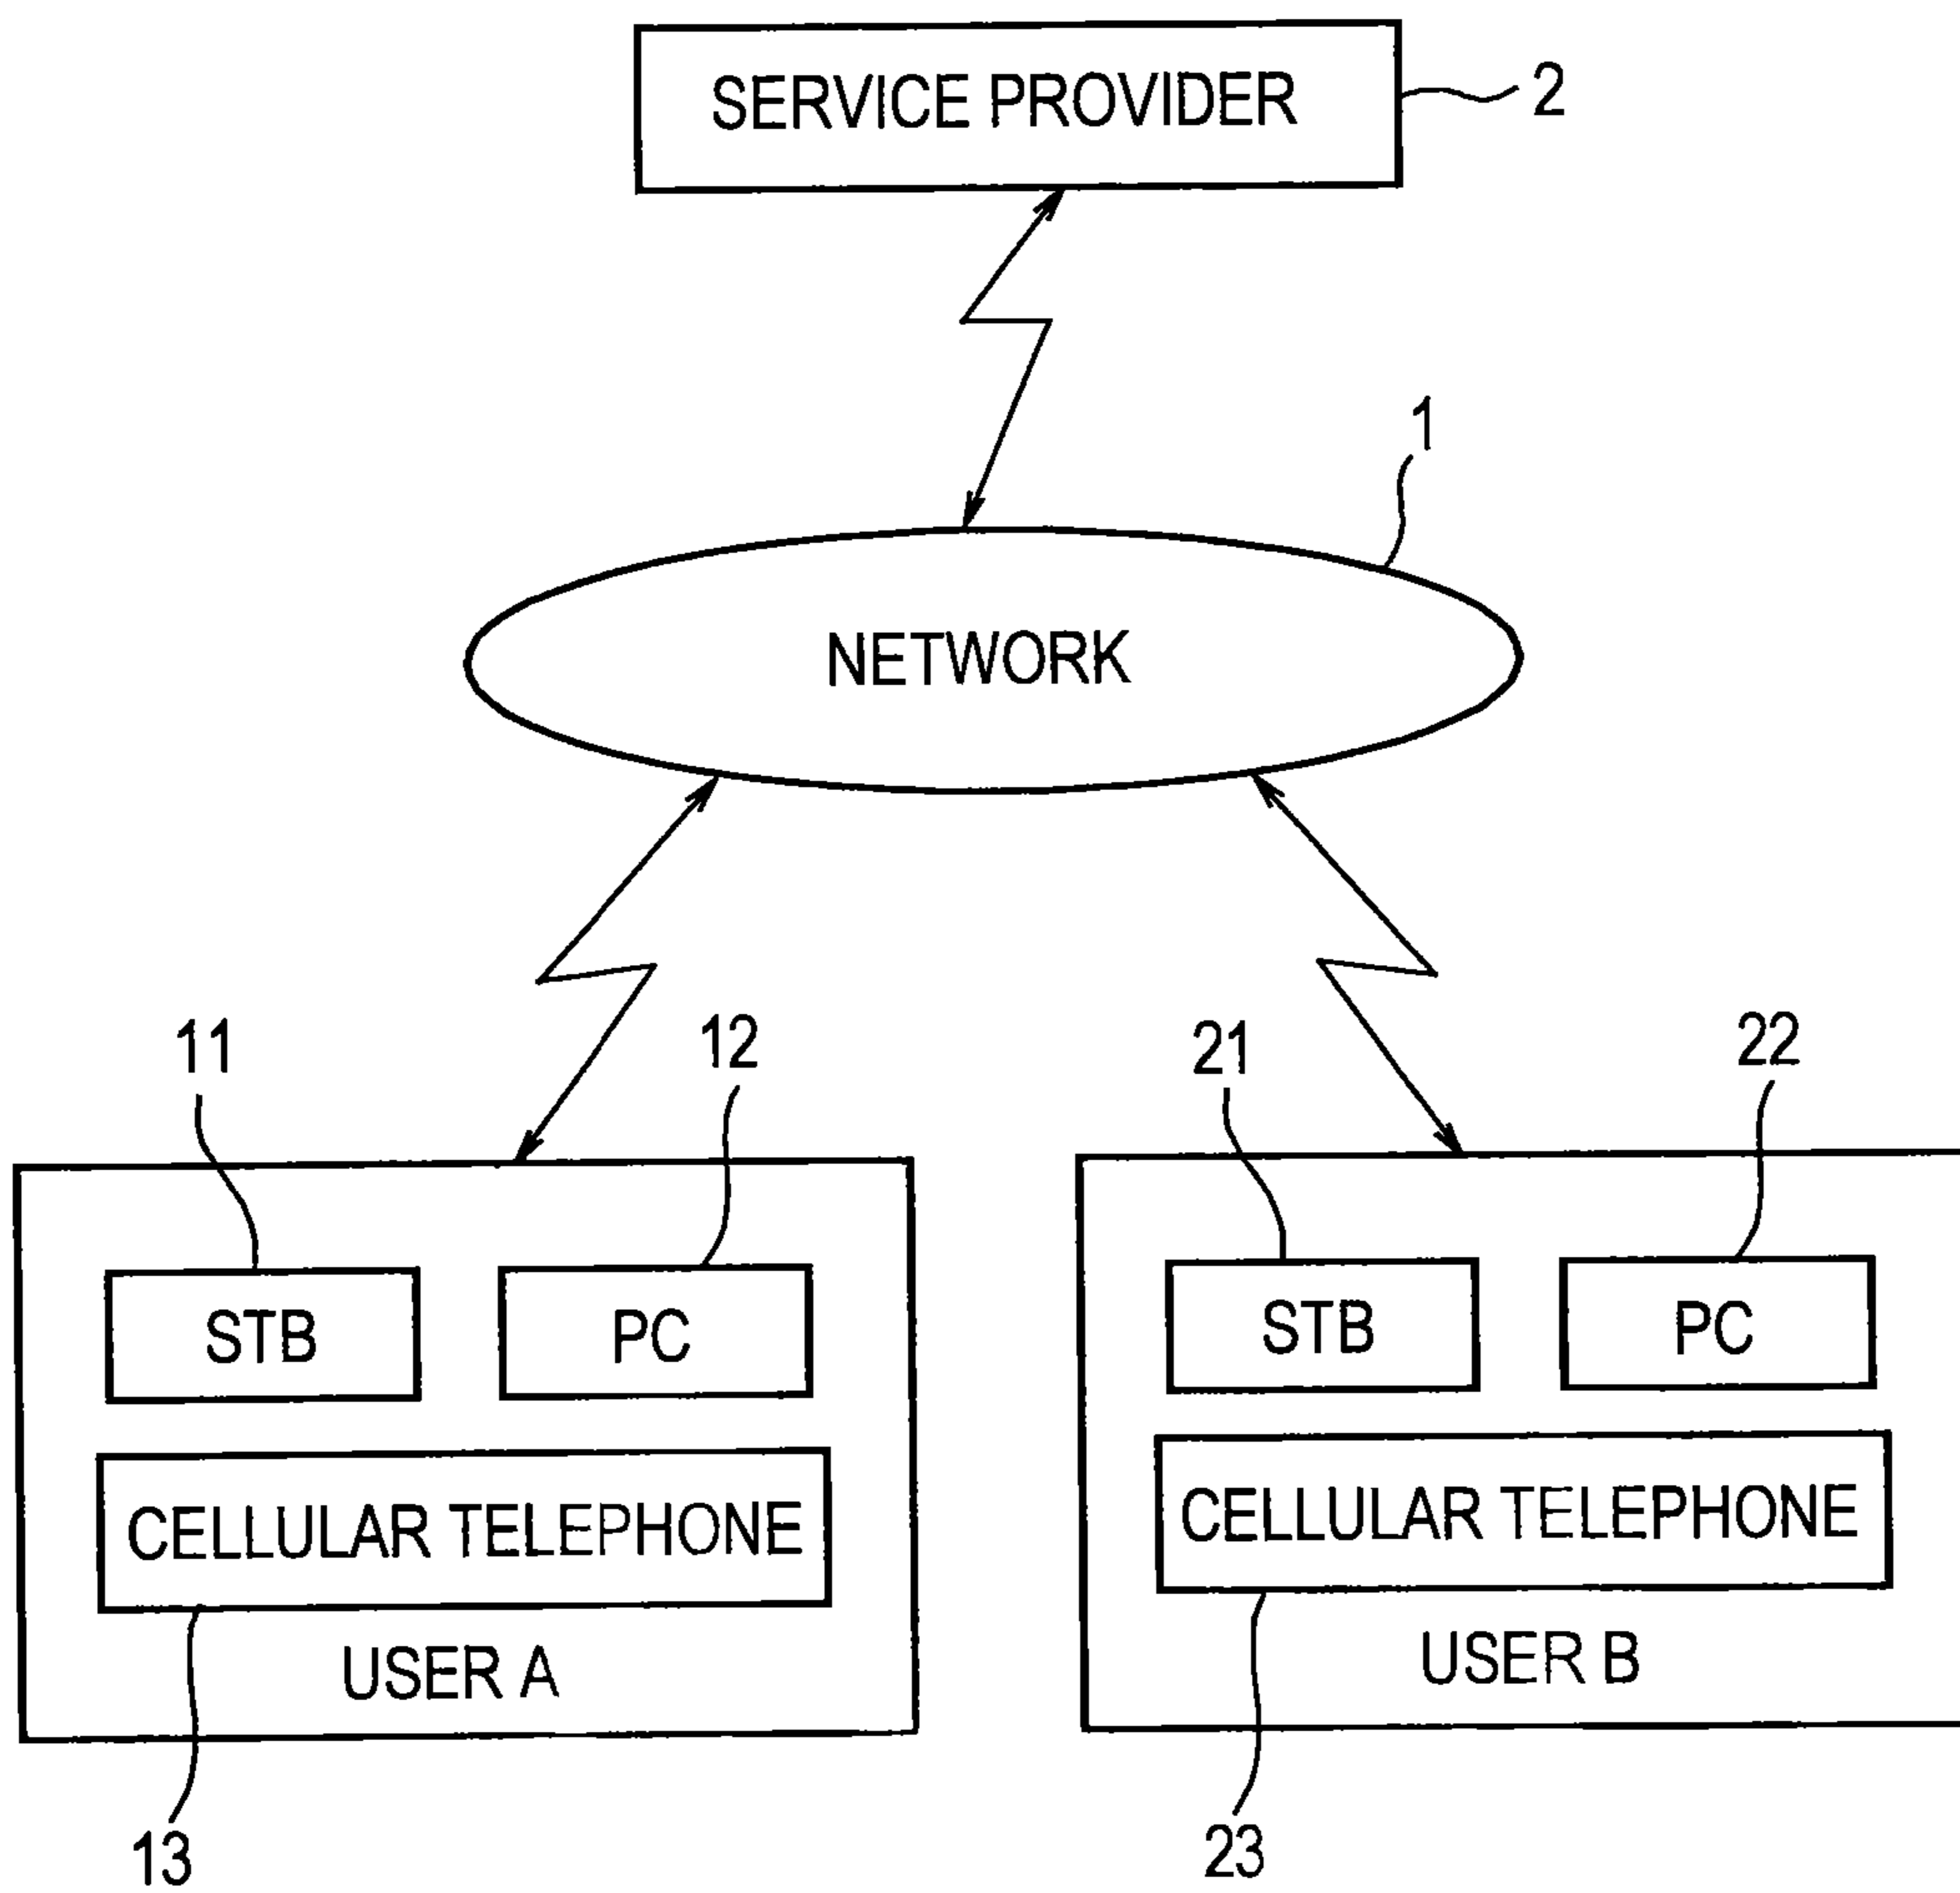 SERVICE PROVIDER
2
1
NETWORK
11
12
21
22
STB
PC
STB
PC
CELLULAR TELEPHONE
CELLULAR TELEPHONE
USER A
USER B
13
23